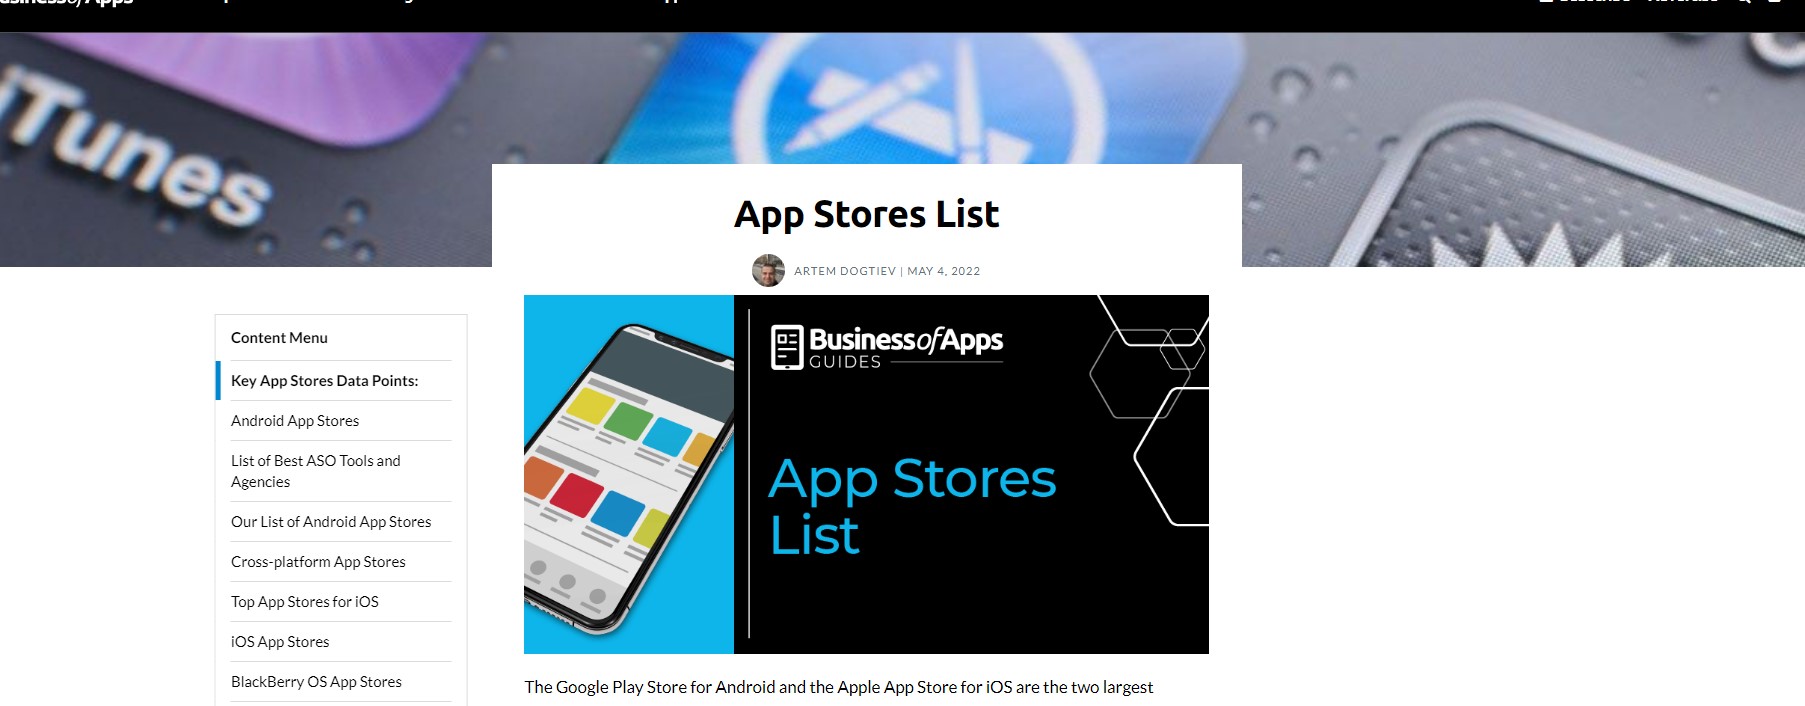 BusinessofApps
iTunes
App Stores List
ARTEM DOGTIEV | MAY 4, 2022
Content Menu
Key App Stores Data Points:
Android App Stores
List of Best ASO Tools and
Agencies
Our List of Android App Stores
Cross-platform App Stores
Top App Stores for iOS
iOS App Stores
BlackBerry OS App Stores
BusinessofApps
GUIDES
App Stores
List
The Google Play Store for Android and the Apple App Store for iOS are the two largest